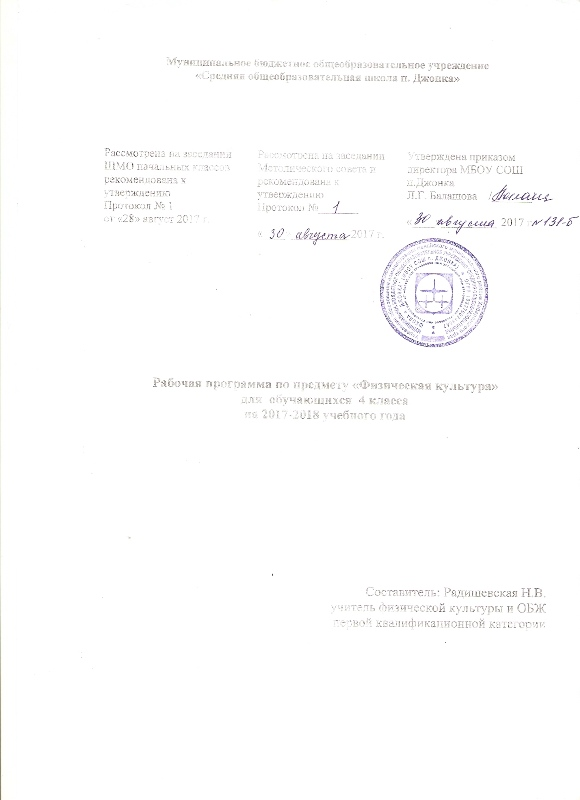 Муниципальное бюджетное общеобразовательное учреждение
«Средняя общеобразовательная школа п. Джонка»
Рассмотрена на заседании
ШМО начальных классов
рекомендована к
утверждению
Протокол № 1
от «28» август 2017 г.
Рассмотрена на заседании
Методического совета и
рекомендована к
утверждению
Протокол № 1
« 30 » августа 2017 г.
Утверждена приказом
директора МБОУ СОШ
п.Джонка
Л.Г. Балашова
« 30 августа 2017 г. № 131-б
Рабочая программа по предмету «Физическая культура»
для обучающихся 4 класса
на 2017-2018 учебного года
Составитель: Радишевская Н.В.
учитель физической культуры и ОБЖ
первой квалификационной категории